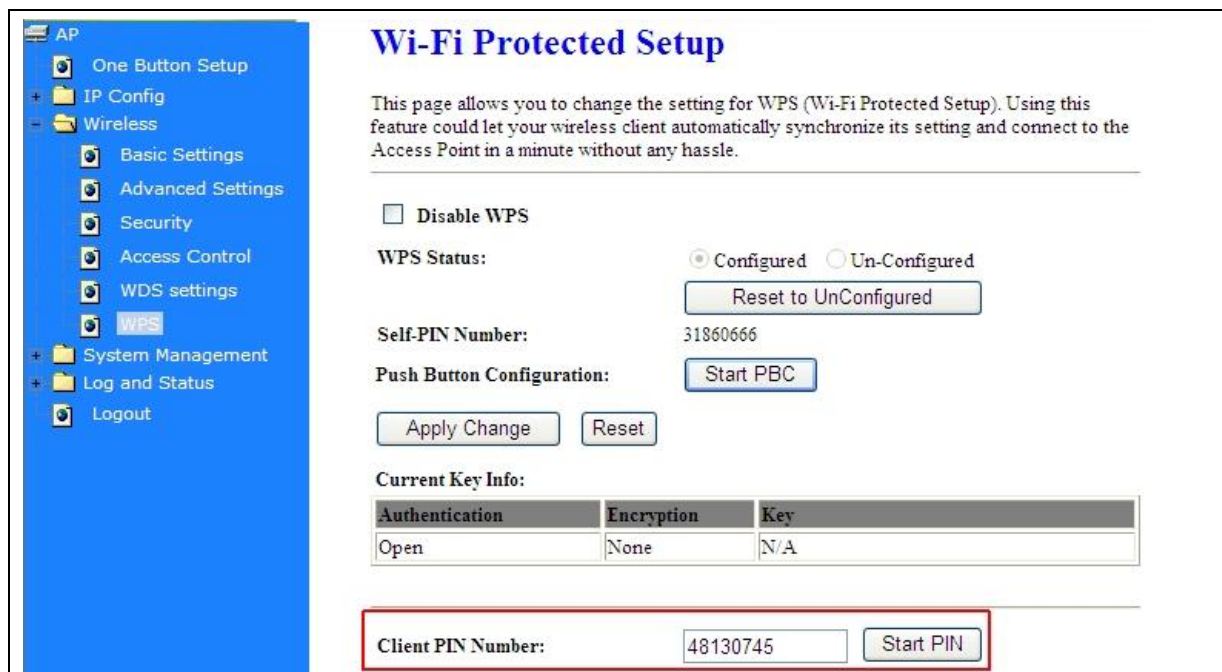 AP
One Button Setup
IP Config
Wireless
Basic Settings
Advanced Settings
Security
Access Control
WDS settings
WPS
System Management
Log and Status
Logout
Wi-Fi Protected Setup
This page allows you to change the setting for WPS (Wi-Fi Protected Setup). Using this
feature could let your wireless client automatically synchronize its setting and connect to the
Access Point in a minute without any hassle.
Disable WPS
WPS Status: Configured Un-Configured
Reset to UnConfigured
Self-PIN Number: 31860666
Push Button Configuration: Start PBC
Apply Change Reset
Current Key Info:
Authentication Encryption Key
Open None N/A
Client PIN Number: 48130745 Start PIN